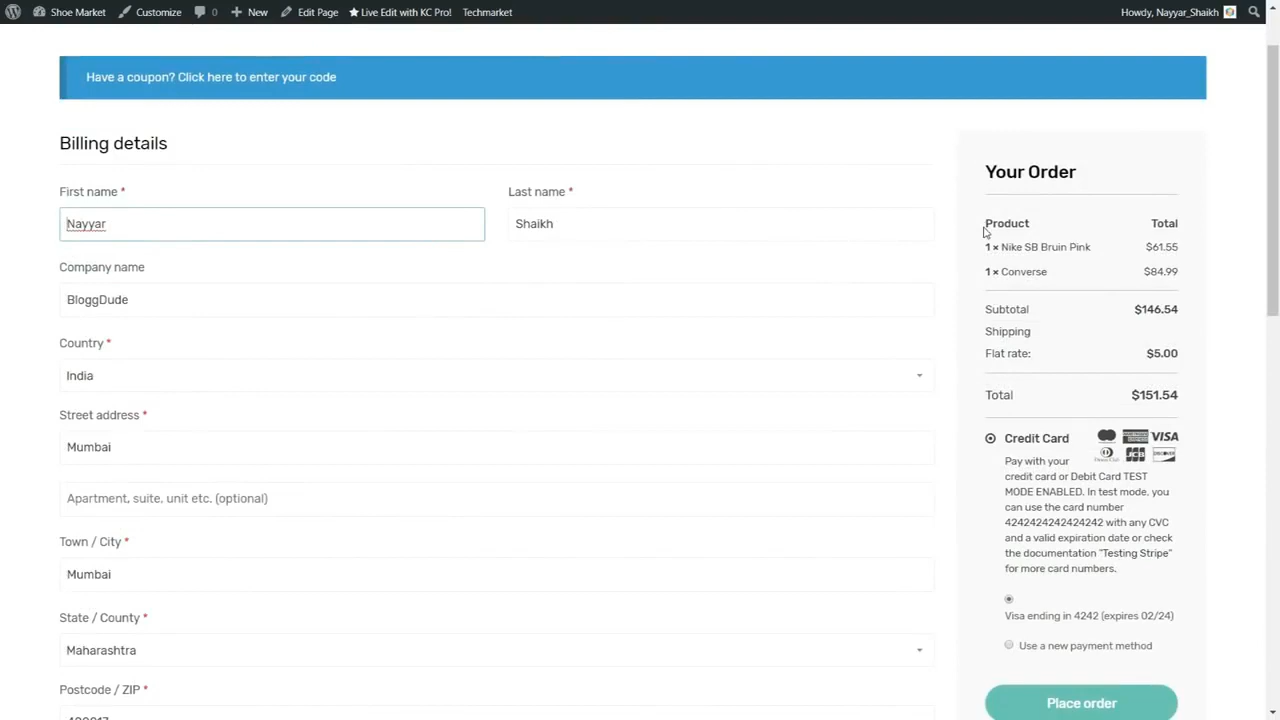 Shoe Market
Customize
0
New
Edit Page
Live Edit with KC Pro!
Techmarket
Howdy, Nayyar_Shaikh
Have a coupon? Click here to enter your code
Billing details
First name *
Last name *
Nayyar
Shaikh
Company name
BloggDude
Country *
India
Street address *
Mumbai
Apartment, suite, unit etc. (optional)
Town / City *
Mumbai
State / County *
Maharashtra
Postcode / ZIP *
Your Order
Product Total
1 × Nike SB Bruin Pink $61.55
1 × Converse $84.99
Subtotal $146.54
Shipping
Flat rate: $5.00
Total $151.54
Credit Card
VISA
JCB
Pay with your
credit card or Debit Card TEST
MODE ENABLED. In test mode, you
can use the card number
4242424242424242 with any CVC
and a valid expiration date or check
the documentation "Testing Stripe"
for more card numbers.
Visa ending in 4242 (expires 02/24)
Use a new payment method
Place order